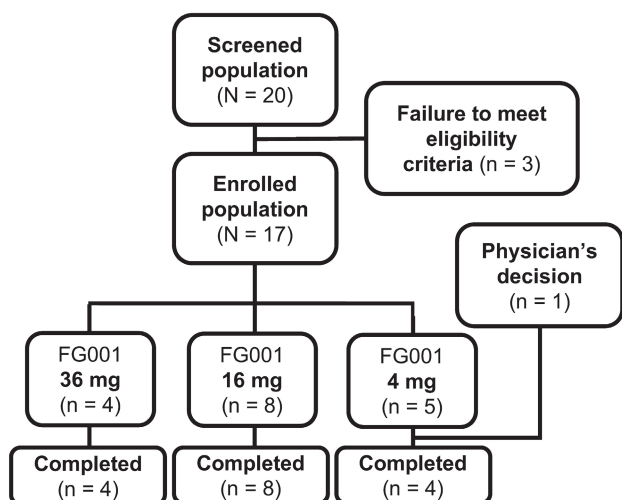 Screened
population
(N = 20)
Failure to meet
eligibility
criteria (n = 3)
Enrolled
population
(N = 17)
Physician’s
decision
(n = 1)
FG001
36 mg
(n = 4)
FG001
16 mg
(n = 8)
FG001
4 mg
(n = 5)
Completed
(n = 4)
Completed
(n = 8)
Completed
(n = 4)